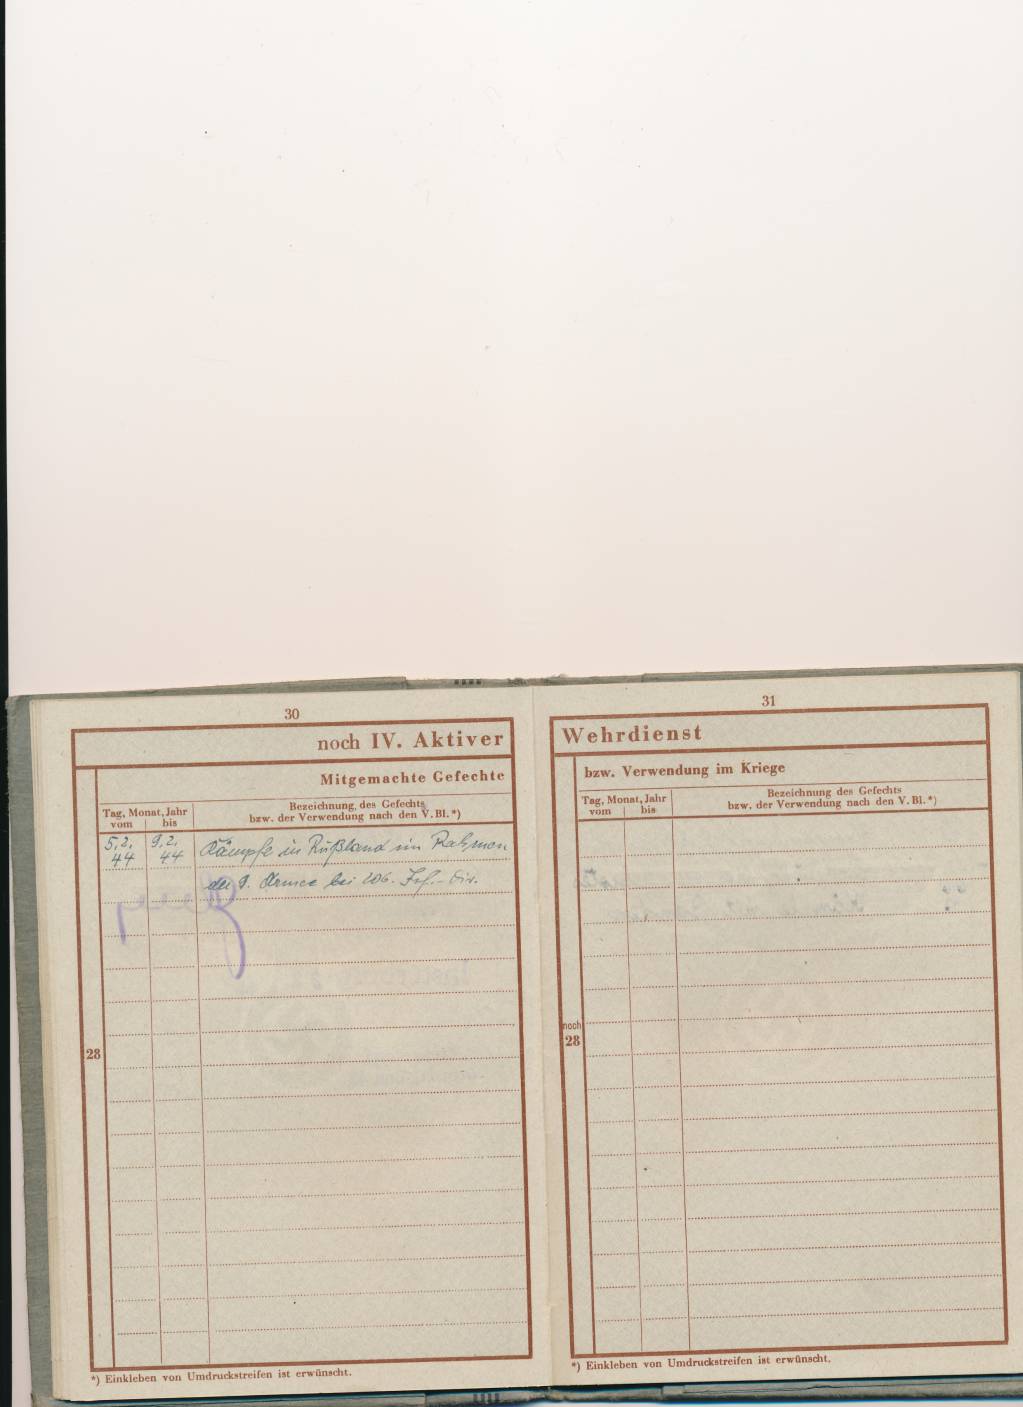 30
noch IV. Aktiver
Mitgemachte Gefechte
Tag, Monat, Jahr
vom bis
Bezeichnung des Gefechts
bzw. der Verwendung nach den V. Bl. *)
5.2. 44 9.2. 44 Kämpfe in Rußland im Rahmen
der 9. Armee bei 206. Inf.-Div.
28
*) Einkleben von Umdruckstreifen ist erwünscht.
31
Wehrdienst
bzw. Verwendung im Kriege
Tag, Monat, Jahr
vom bis
Bezeichnung des Gefechts
bzw. der Verwendung nach den V. Bl. *)
noch
28
*) Einkleben von Umdruckstreifen ist erwünscht.